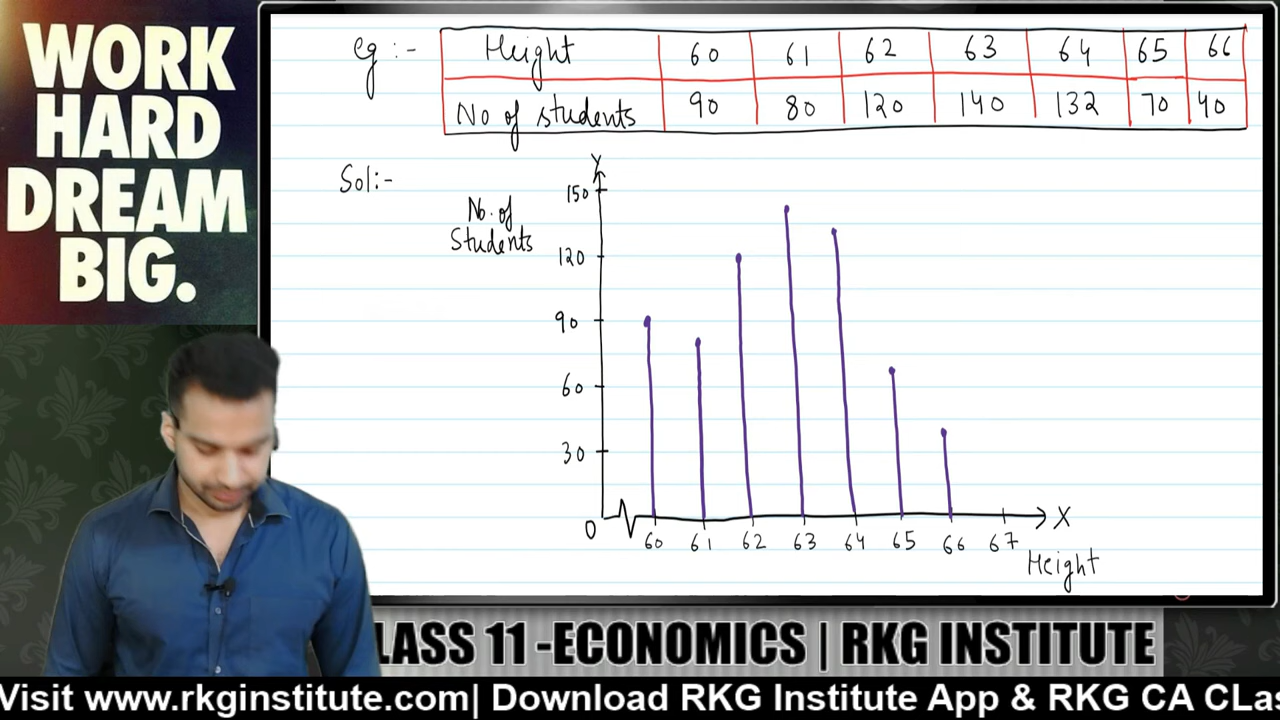 WORK
HARD
DREAM
BIG.
eg :- Height 60 61 62 63 64 65 66
No of students 90 80 120 140 132 70 40
Sol:-
Y
No. of
Students
150
120
90
60
30
0
60 61 62 63 64 65 66 67
X
Height
LASS 11 -ECONOMICS | RKG INSTITUTE
Visit www.rkginstitute.com| Download RKG Institute App & RKG CA CLas